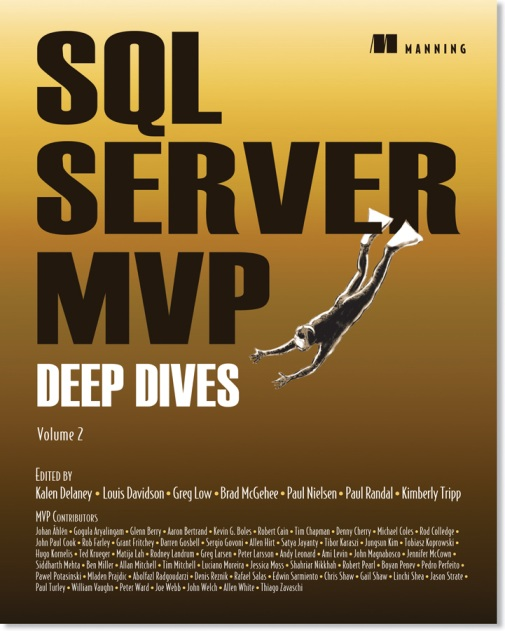 MANNING
SQL
SERVER
MVP
DEEP DIVES
Volume 2
EDITED BY
Kalen Delaney • Louis Davidson • Greg Low • Brad McGehee • Paul Nielsen • Paul Randal • Kimberly Tripp
MVP CONTRIBUTORS
Johan Åhlén • Gogula Aryalingam • Glenn Berry • Aaron Bertrand • Kevin G. Boles • Robert Cain • Tim Chapman • Denny Cherry • Michael Coles • Rod Colledge •
John Paul Cook • Rob Farley • Grant Fritchey • Darren Gosbell • Sergio Govoni • Allen Hirt • Satya Jayanty • Tibor Karaszi • Jungsun Kim • Tobiasz Koprowski •
Hugo Kornelis • Ted Krueger • Matija Lah • Rodney Landrum • Greg Larsen • Peter Larsson • Andy Leonard • Ami Levin • John Magnabosco • Jennifer McCown •
Siddharth Mehta • Ben Miller • Allan Mitchell • Tim Mitchell • Luciano Moreira • Jessica Moss • Shahriar Nikkhah • Robert Pearl • Boyan Penev • Pedro Perfeito •
Pawel Potasinski • Mladen Prajdić • Abolfazl Radgoudarzi • Denis Reznik • Rafael Salas • Edwin Sarmiento • Chris Shaw • Gail Shaw • Linchi Shea • Jason Strate •
Paul Turley • William Vaughn • Peter Ward • Joe Webb • John Welch • Allen White • Thiago Zavaschi